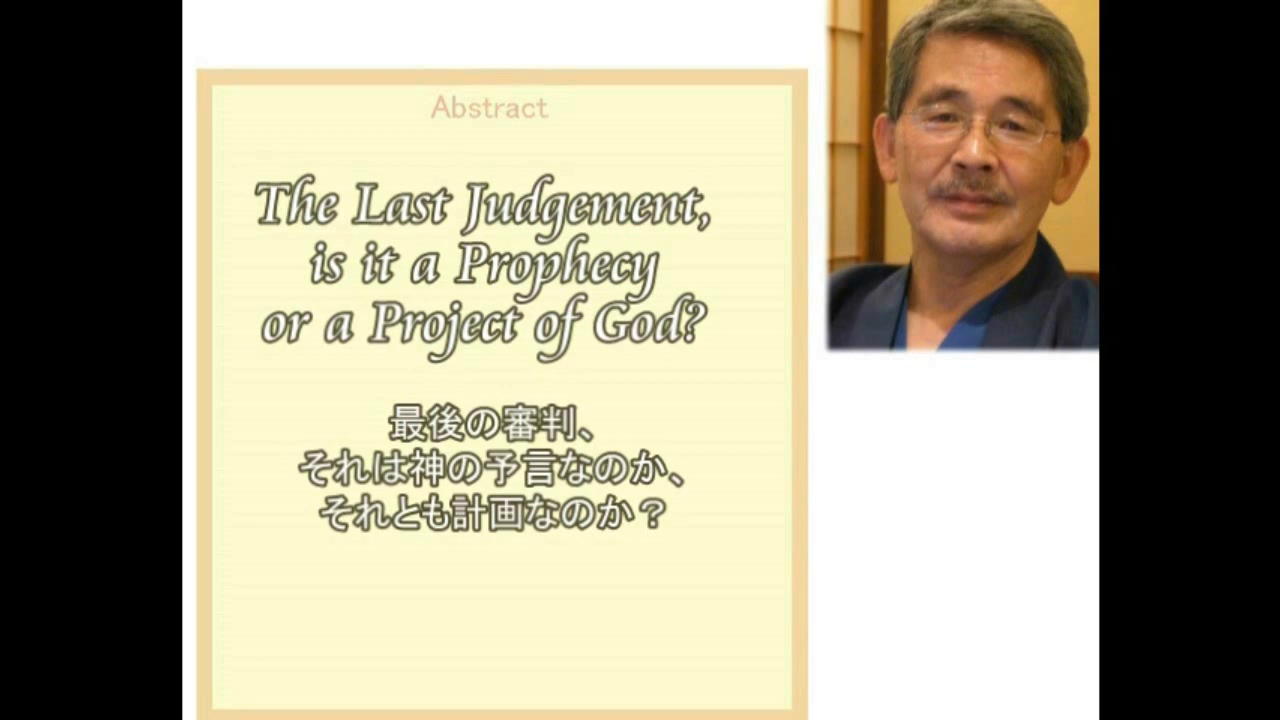 Abstract
The Last Judgement,
is it a Prophecy
or a Project of God?
最後の審判、
それは神の予言なのか、
それとも計画なのか？